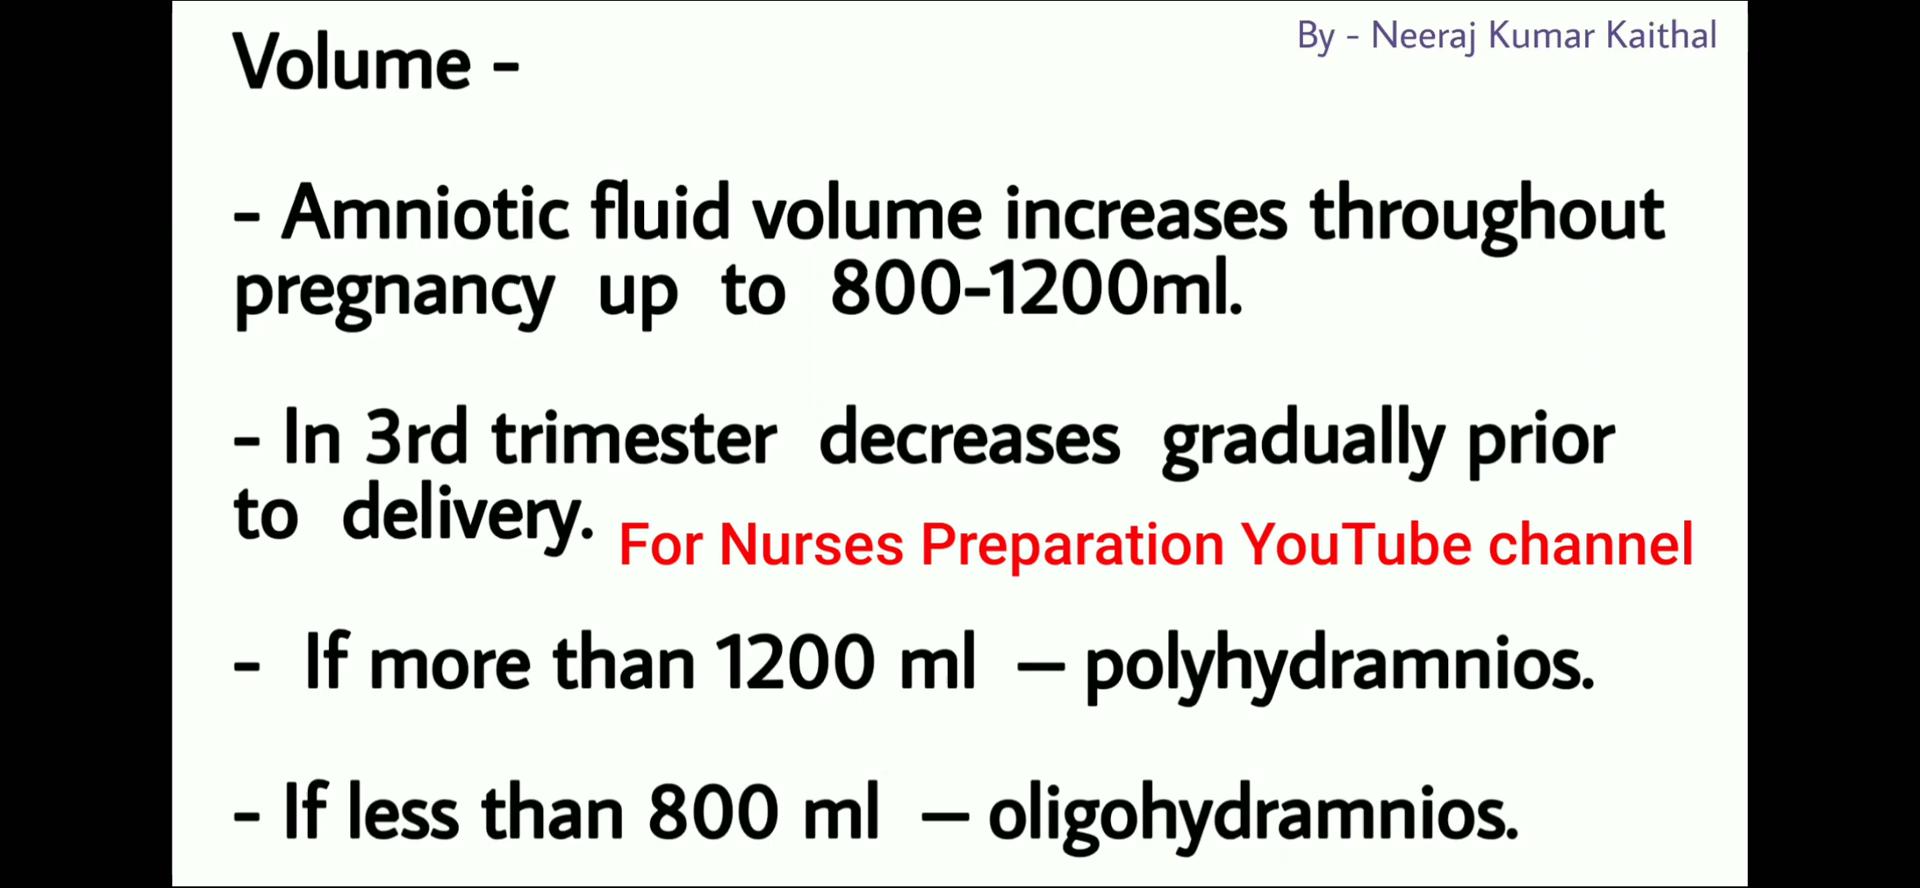 By - Neeraj Kumar Kaithal
Volume -
- Amniotic fluid volume increases throughout
pregnancy up to 800-1200ml.
- In 3rd trimester decreases gradually prior
to delivery.
For Nurses Preparation YouTube channel
- If more than 1200 ml — polyhydramnios.
- If less than 800 ml — oligohydramnios.